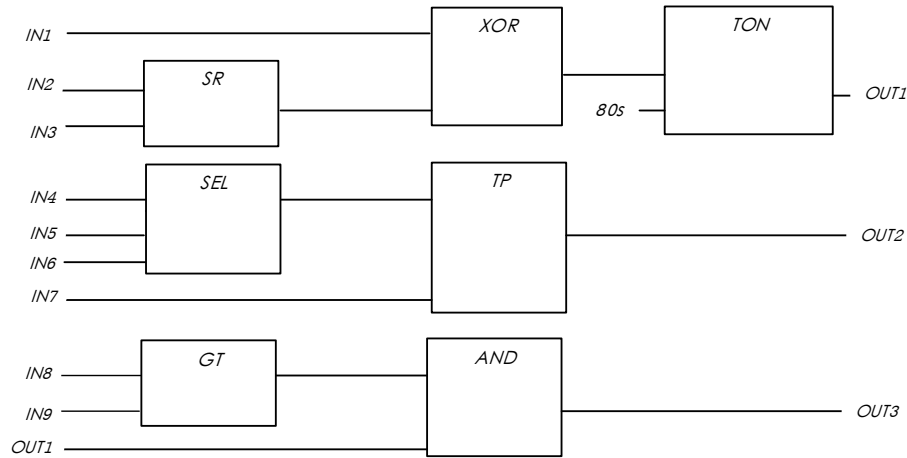 IN1
XOR
TON
IN2
SR
OUT1
80s
IN3
SEL
TP
IN4
IN5
OUT2
IN6
IN7
GT
AND
IN8
IN9
OUT3
OUT1